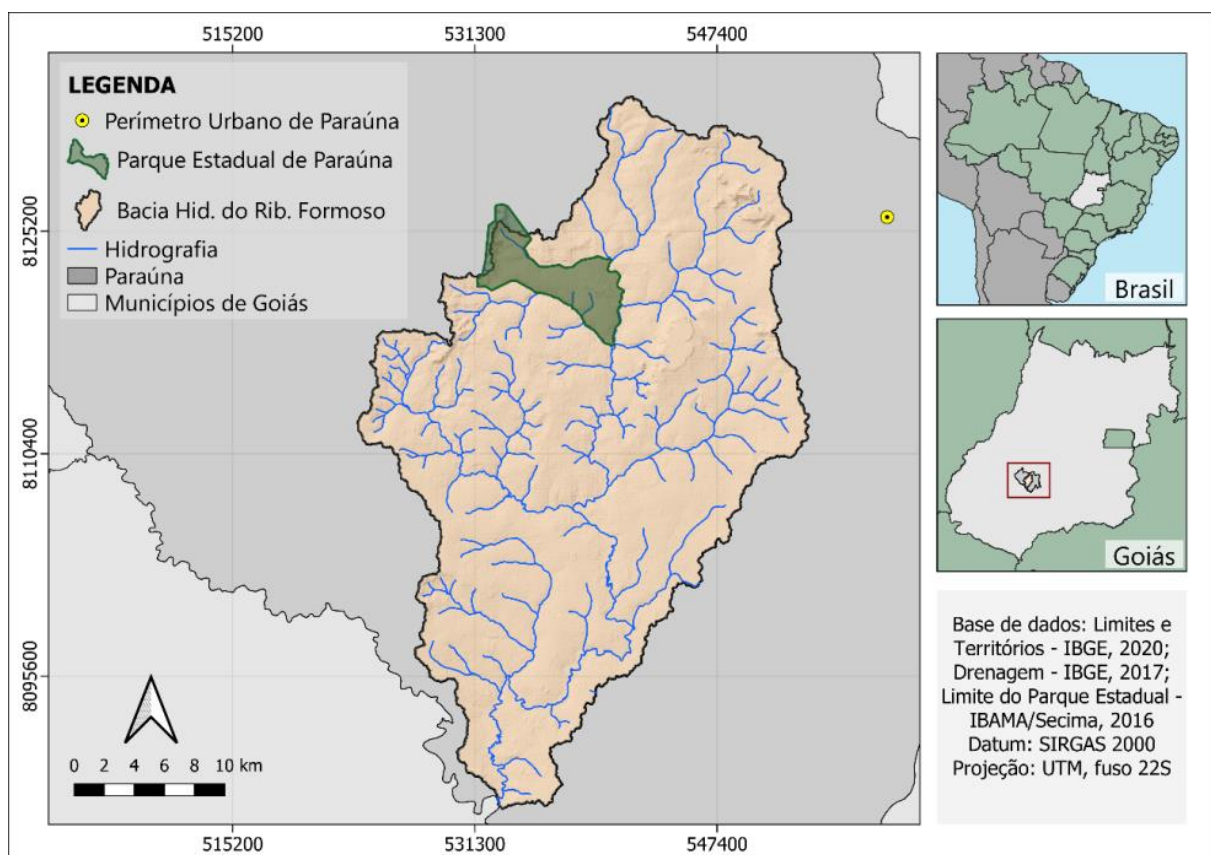 515200
531300
547400
LEGENDA
Perímetro Urbano de Paraúna
Parque Estadual de Paraúna
Bacia Hid. do Rib. Formoso
Hidrografia
Paraúna
Municípios de Goiás
8125200
8110400
8095600
0 2 4 6 8 10 km
515200
531300
547400
Brasil
Goiás
Base de dados: Limites e
Territórios - IBGE, 2020;
Drenagem - IBGE, 2017;
Limite do Parque Estadual -
IBAMA/Secima, 2016
Datum: SIRGAS 2000
Projeção: UTM, fuso 22S